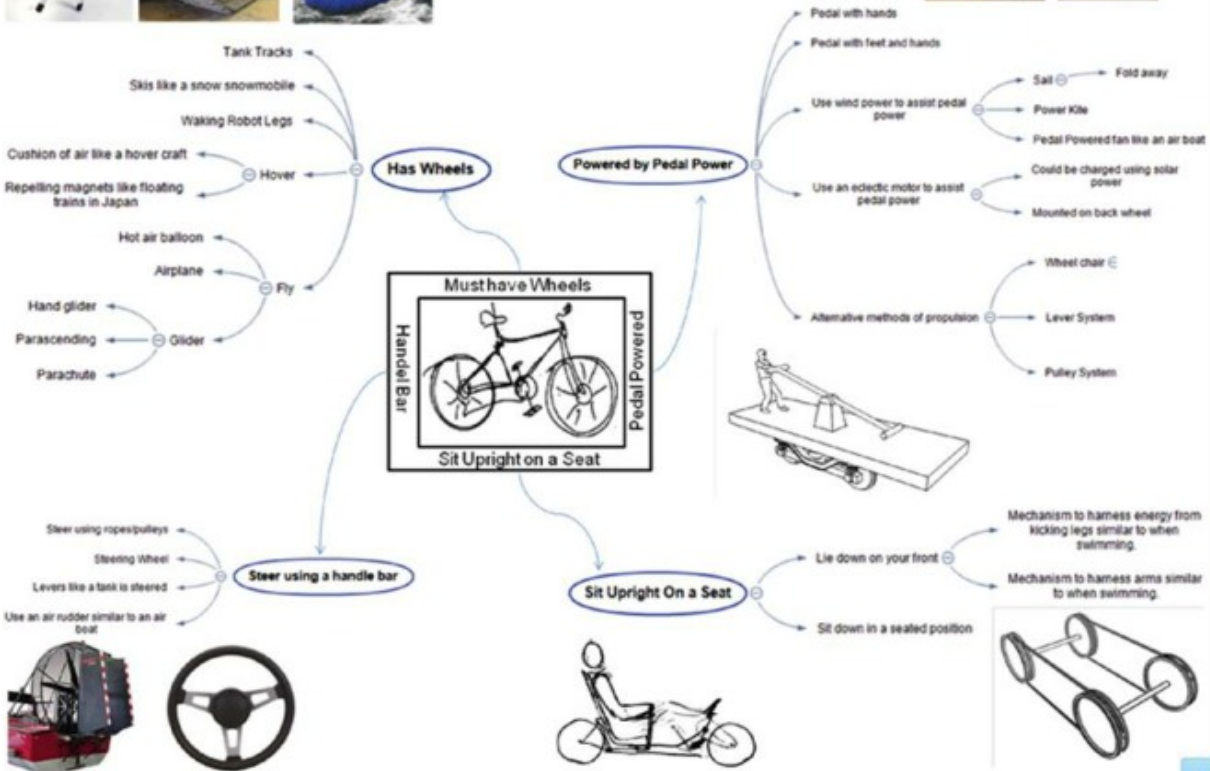 Tank Tracks
Skis like a snow snowmobile
Waking Robot Legs
Cushion of air like a hover craft
Hover
Repelling magnets like floating
trains in Japan
Hot air balloon
Airplane
Fly
Hand glider
Parascending
Glider
Parachute
Has Wheels
Powered by Pedal Power
Pedal with hands
Pedal with feet and hands
Use wind power to assist pedal
power
Sail
Fold away
Power Kite
Pedal Powered fan like an air boat
Use an eclectic motor to assist
pedal power
Could be charged using solar
power
Mounted on back wheel
Alternative methods of propulsion
Wheel chair
Lever System
Pulley System
Must have Wheels
Handel Bar
Pedal Powered
Sit Upright on a Seat
Steer using ropes/pulleys
Steering Wheel
Levers like a tank is steered
Use an air rudder similar to an air
boat
Steer using a handle bar
Sit Upright On a Seat
Lie down on your front
Mechanism to harness energy from
kicking legs similar to when
swimming.
Mechanism to harness arms similar
to when swimming.
Sit down in a seated position